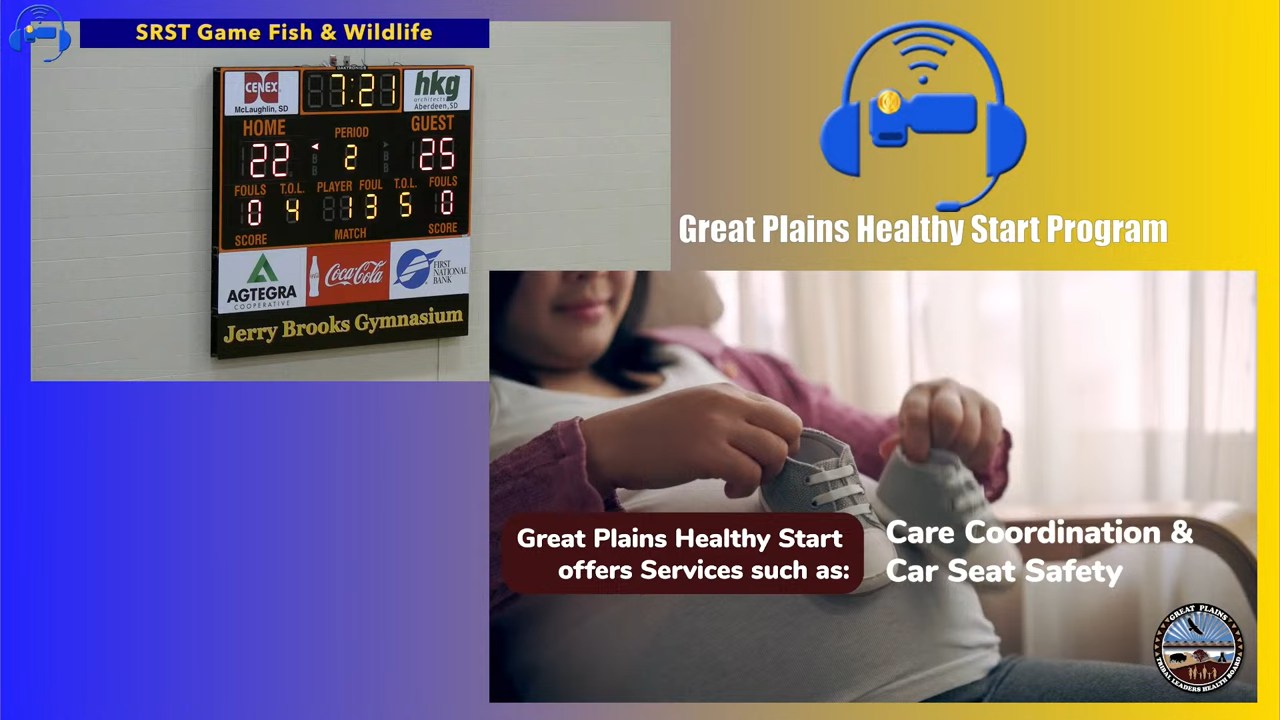 SRST Game Fish & Wildlife
CENEX
McLaughlin, SD
DAKTRONICS
7:21
hkg
architects
Aberdeen, SD
HOME
PERIOD
GUEST
22
2
25
B
B
B
B
FOULS
T.O.L.
PLAYER FOUL
T.O.L.
FOULS
0
4
13
5
0
SCORE
MATCH
SCORE
AGTEGRA
COOPERATIVE
Coca-Cola
FIRST
NATIONAL
BANK
Jerry Brooks Gymnasium
Great Plains Healthy Start Program
Great Plains Healthy Start
offers Services such as:
Care Coordination &
Car Seat Safety
GREAT PLAINS
TRIBAL LEADERS HEALTH BOARD